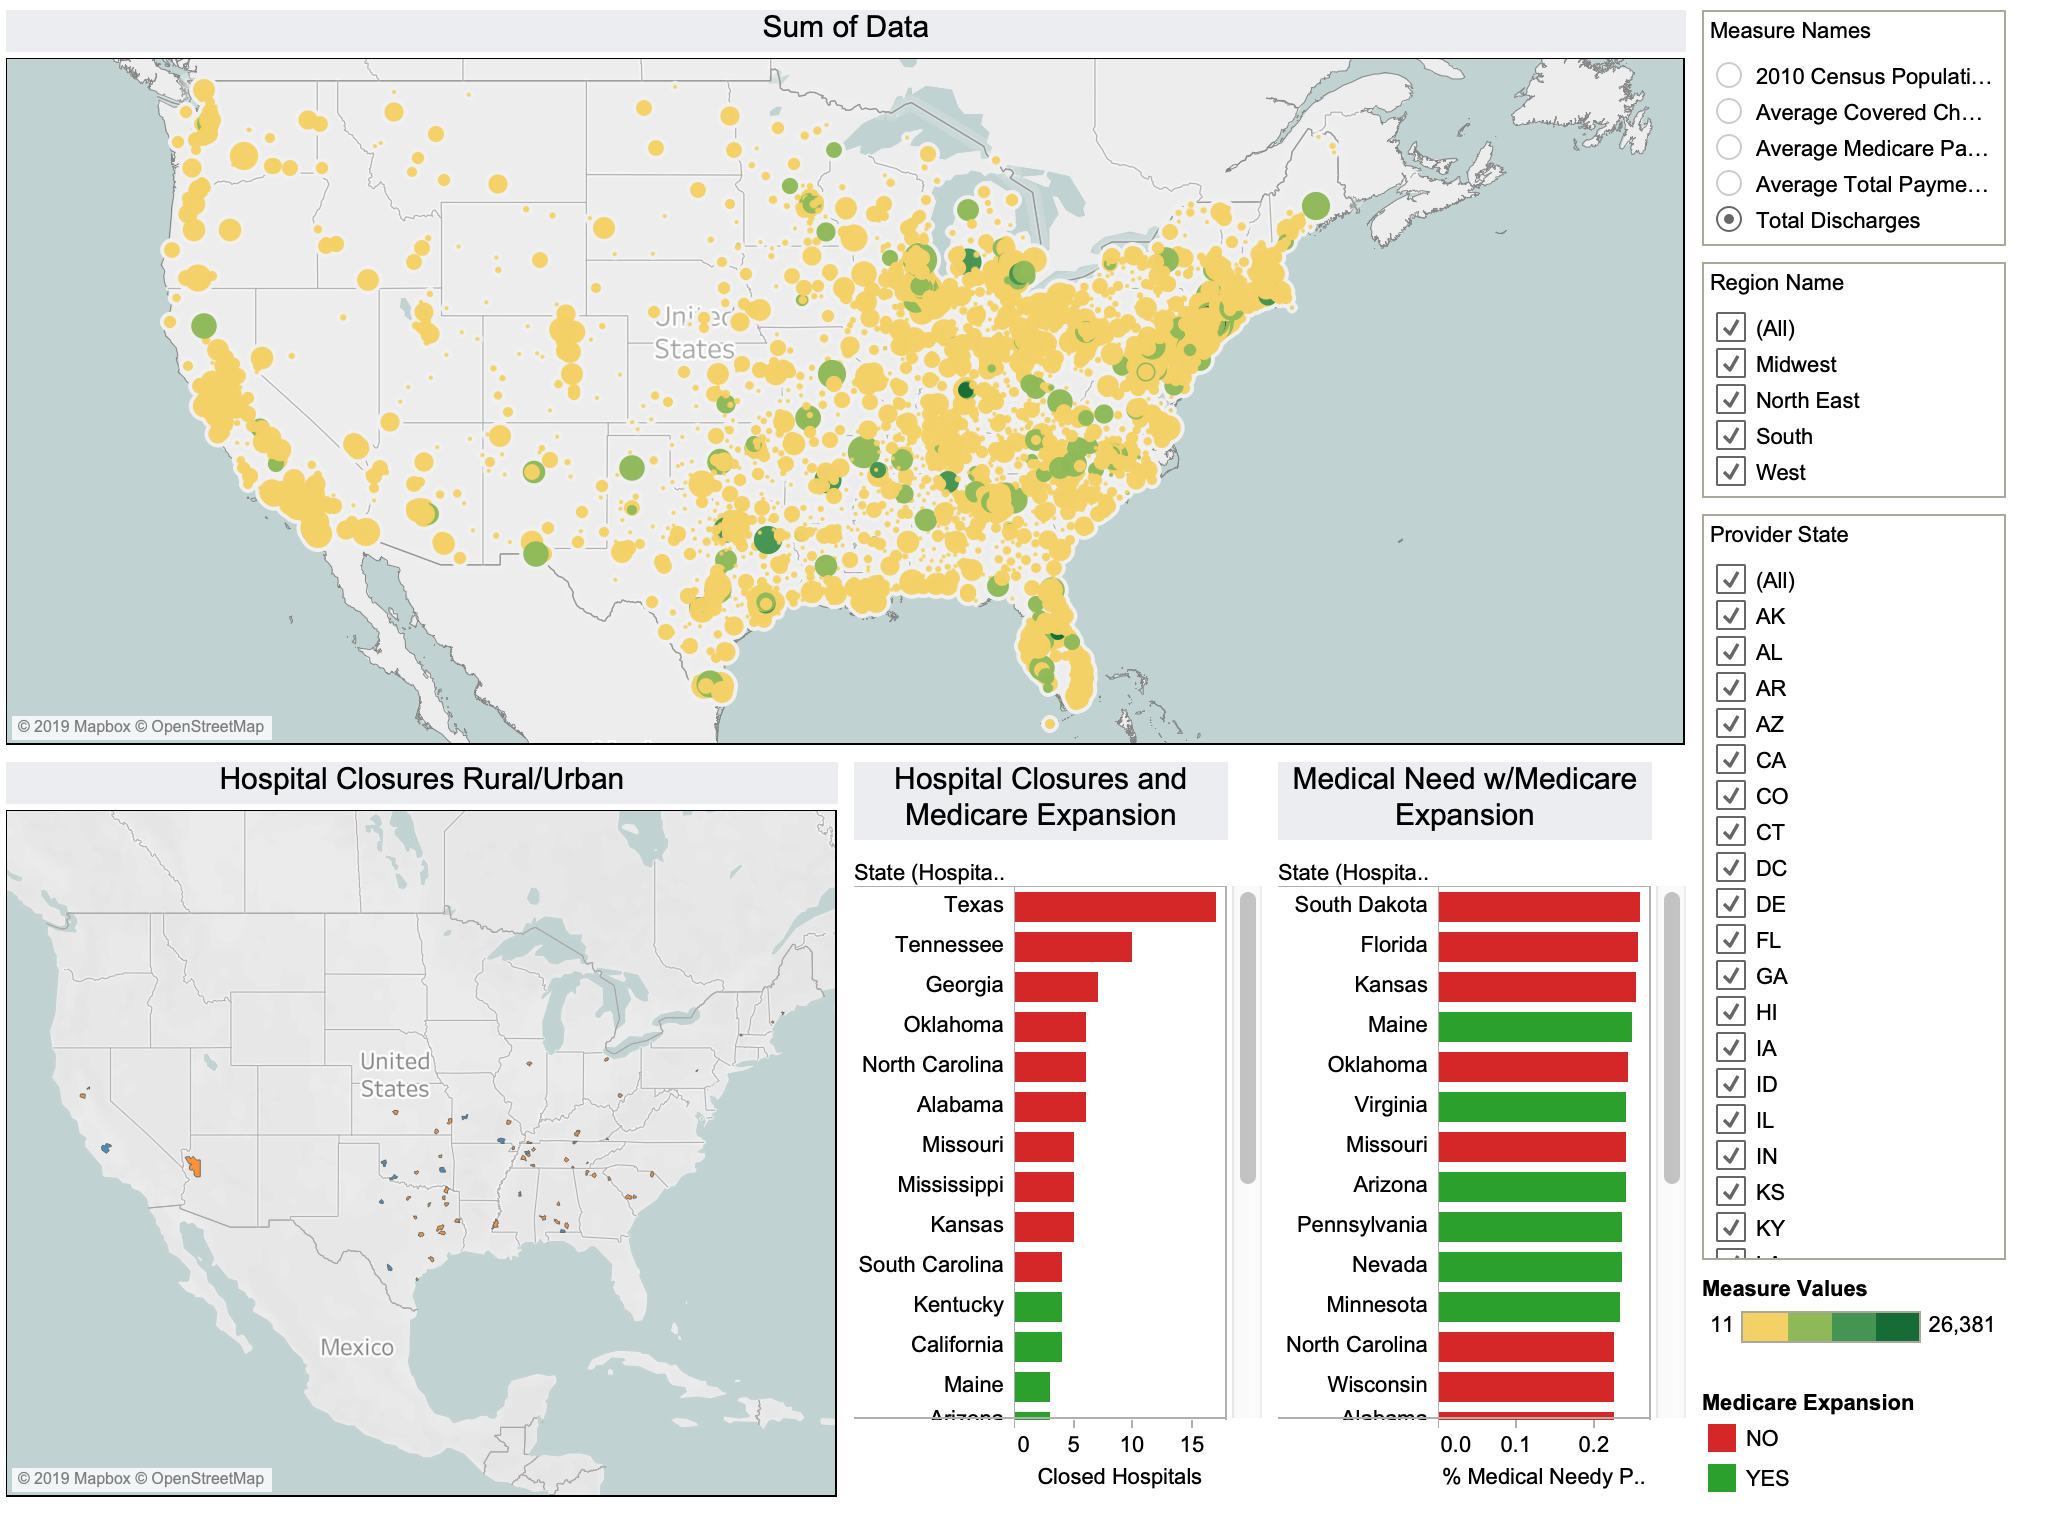 Sum of Data
United
States
© 2019 Mapbox © OpenStreetMap
Hospital Closures Rural/Urban
United
States
Mexico
© 2019 Mapbox © OpenStreetMap
Hospital Closures and
Medicare Expansion
State (Hospita..
Texas
Tennessee
Georgia
Oklahoma
North Carolina
Alabama
Missouri
Mississippi
Kansas
South Carolina
Kentucky
California
Maine
Arizona
0 5 10 15
Closed Hospitals
Medical Need w/Medicare
Expansion
State (Hospita..
South Dakota
Florida
Kansas
Maine
Oklahoma
Virginia
Missouri
Arizona
Pennsylvania
Nevada
Minnesota
North Carolina
Wisconsin
Alabama
0.0 0.1 0.2
% Medical Needy P..
Measure Names
2010 Census Populati...
Average Covered Ch...
Average Medicare Pa...
Average Total Payme...
Total Discharges
Region Name
(All)
Midwest
North East
South
West
Provider State
(All)
AK
AL
AR
AZ
CA
CO
CT
DC
DE
FL
GA
HI
IA
ID
IL
IN
KS
KY
Measure Values
11 26,381
Medicare Expansion
NO
YES